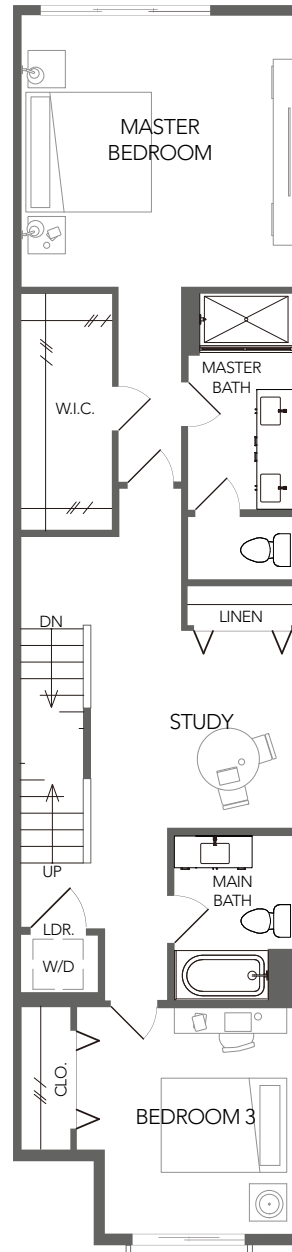 MASTER
BEDROOM
MASTER
BATH
W.I.C.
LINEN
DN
STUDY
UP
MAIN
BATH
LDR.
W/D
CLO.
BEDROOM 3